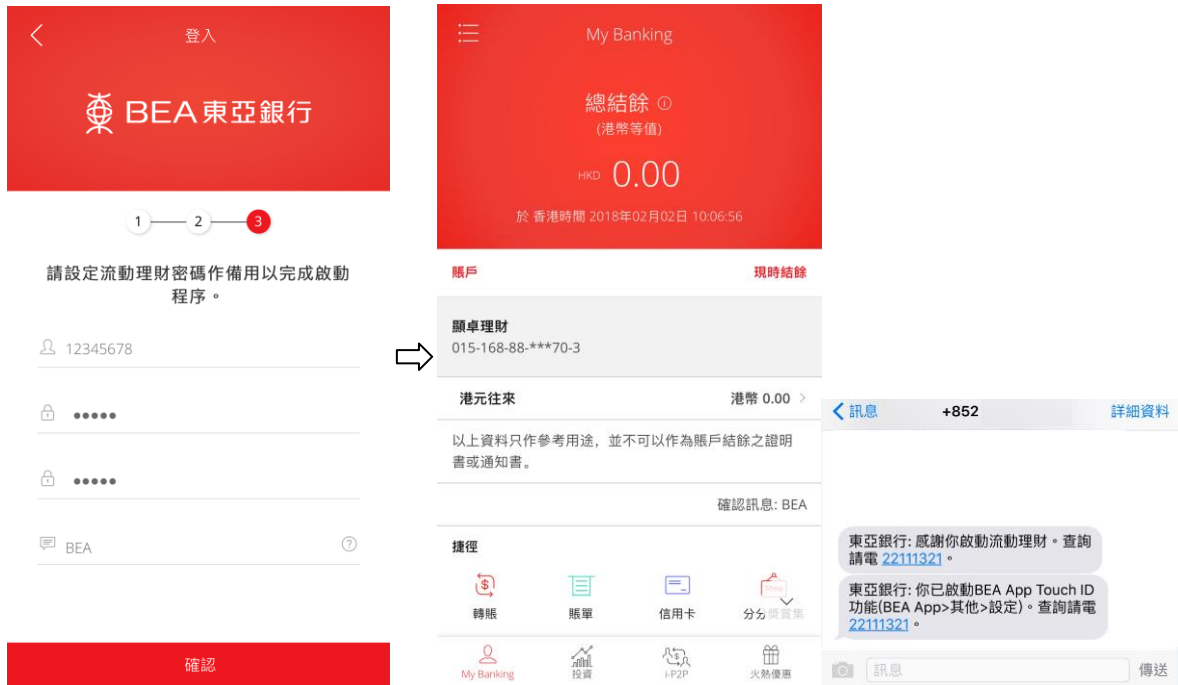 登入
BEA東亞銀行
1
2
3
請設定流動理財密碼作備用以完成啟動
程序。
12345678
•••••
•••••
BEA
確認
My Banking
總結餘
(港幣等值)
HKD 0.00
於 香港時間 2018年02月02日 10:06:56
賬戶 現時結餘
顯卓理財
015-168-88-***70-3
港元往來 港幣 0.00
以上資料只作參考用途，並不可以作為賬戶結餘之證明
書或通知書。
確認訊息: BEA
捷徑
轉賬 賬單 信用卡 分分獎賞集
My Banking 投資 i-P2P 火熱優惠
訊息 +852 詳細資料
東亞銀行: 感謝你啟動流動理財。查詢
請電 22111321。
東亞銀行: 你已啟動BEA App Touch ID
功能(BEA App>其他>設定)。查詢請電
22111321。
訊息 傳送